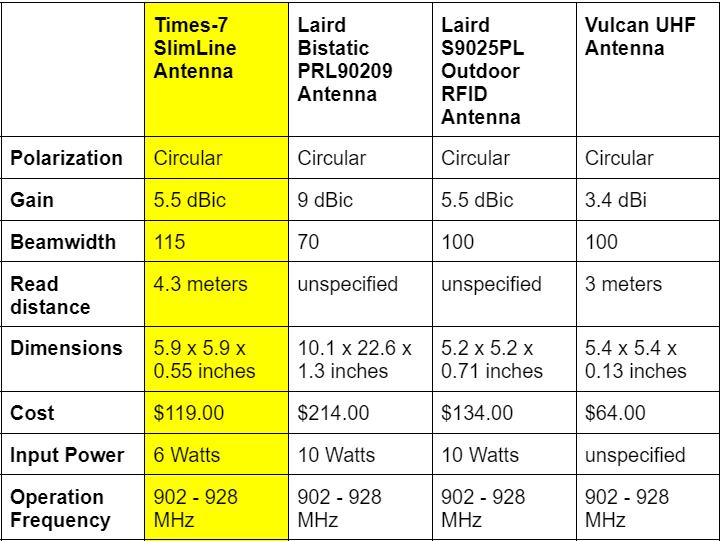 Times-7 SlimLine Antenna | Laird Bistatic PRL90209 Antenna | Laird S9025PL Outdoor RFID Antenna | Vulcan UHF Antenna
Polarization | Circular | Circular | Circular | Circular
Gain | 5.5 dBic | 9 dBic | 5.5 dBic | 3.4 dBi
Beamwidth | 115 | 70 | 100 | 100
Read distance | 4.3 meters | unspecified | unspecified | 3 meters
Dimensions | 5.9 x 5.9 x 0.55 inches | 10.1 x 22.6 x 1.3 inches | 5.2 x 5.2 x 0.71 inches | 5.4 x 5.4 x 0.13 inches
Cost | $119.00 | $214.00 | $134.00 | $64.00
Input Power | 6 Watts | 10 Watts | 10 Watts | unspecified
Operation Frequency | 902 - 928 MHz | 902 - 928 MHz | 902 - 928 MHz | 902 - 928 MHz